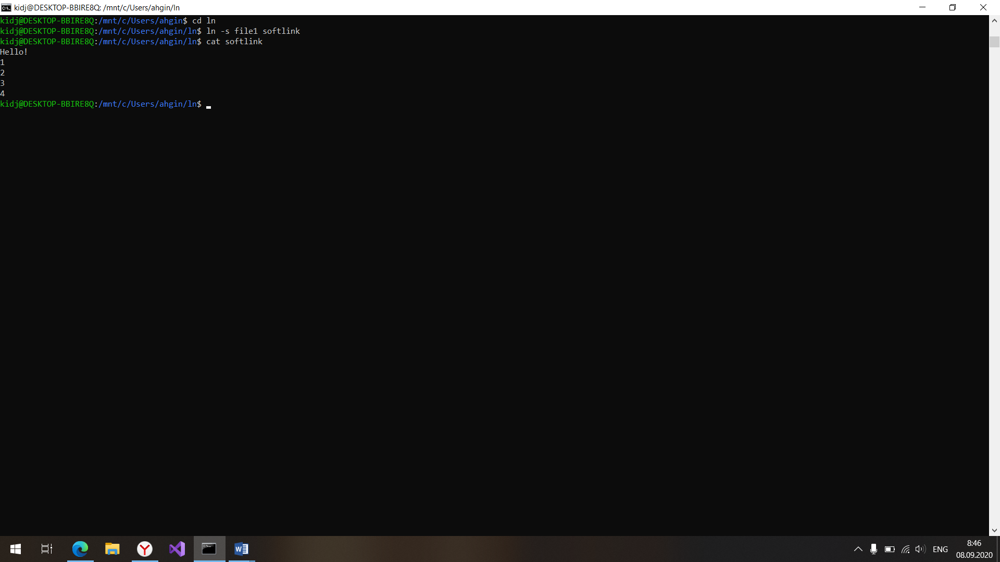 kidj@DESKTOP-BBIRE8Q: /mnt/c/Users/ahgin/ln
kidj@DESKTOP-BBIRE8Q:/mnt/c/Users/ahgin$ cd ln
kidj@DESKTOP-BBIRE8Q:/mnt/c/Users/ahgin/ln$ ln -s file1 softlink
kidj@DESKTOP-BBIRE8Q:/mnt/c/Users/ahgin/ln$ cat softlink
Hello!
1
2
3
4
kidj@DESKTOP-BBIRE8Q:/mnt/c/Users/ahgin/ln$
ENG
8:46
08.09.2020